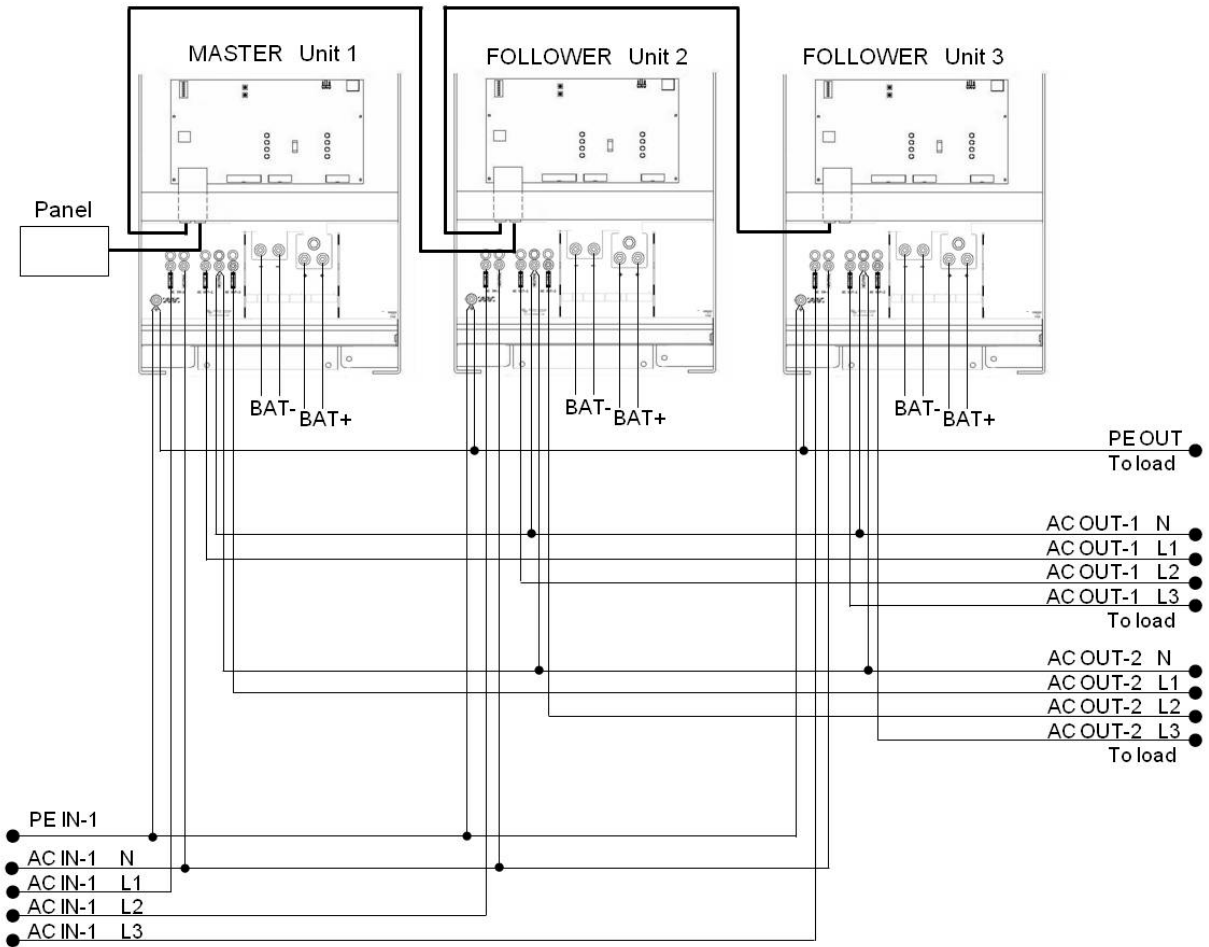 MASTER Unit 1
FOLLOWER Unit 2
FOLLOWER Unit 3
Panel
BAT-
BAT+
BAT-
BAT+
BAT-
BAT+
PE OUT
To load
AC OUT-1 N
AC OUT-1 L1
AC OUT-1 L2
AC OUT-1 L3
To load
AC OUT-2 N
AC OUT-2 L1
AC OUT-2 L2
AC OUT-2 L3
To load
PE IN-1
AC IN-1 N
AC IN-1 L1
AC IN-1 L2
AC IN-1 L3